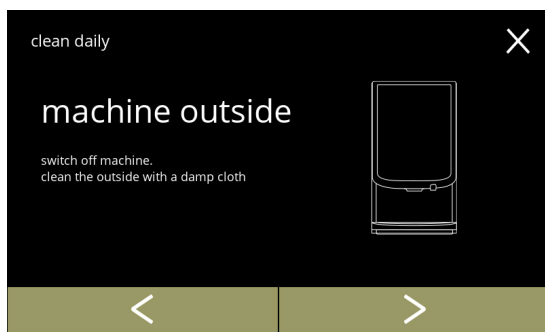 clean daily
machine outside
switch off machine.
clean the outside with a damp cloth